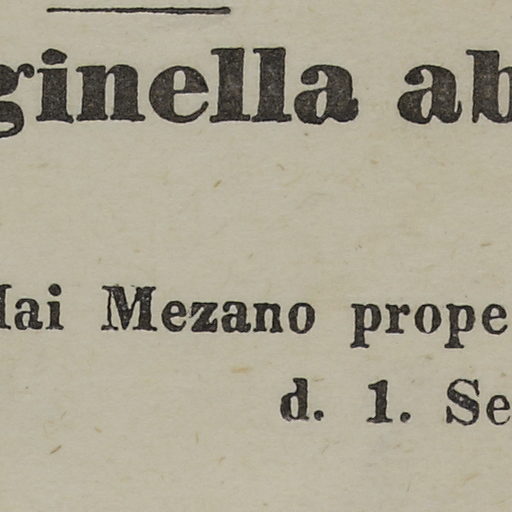 ginella ab
Mai Mezano prope
d. 1. Se